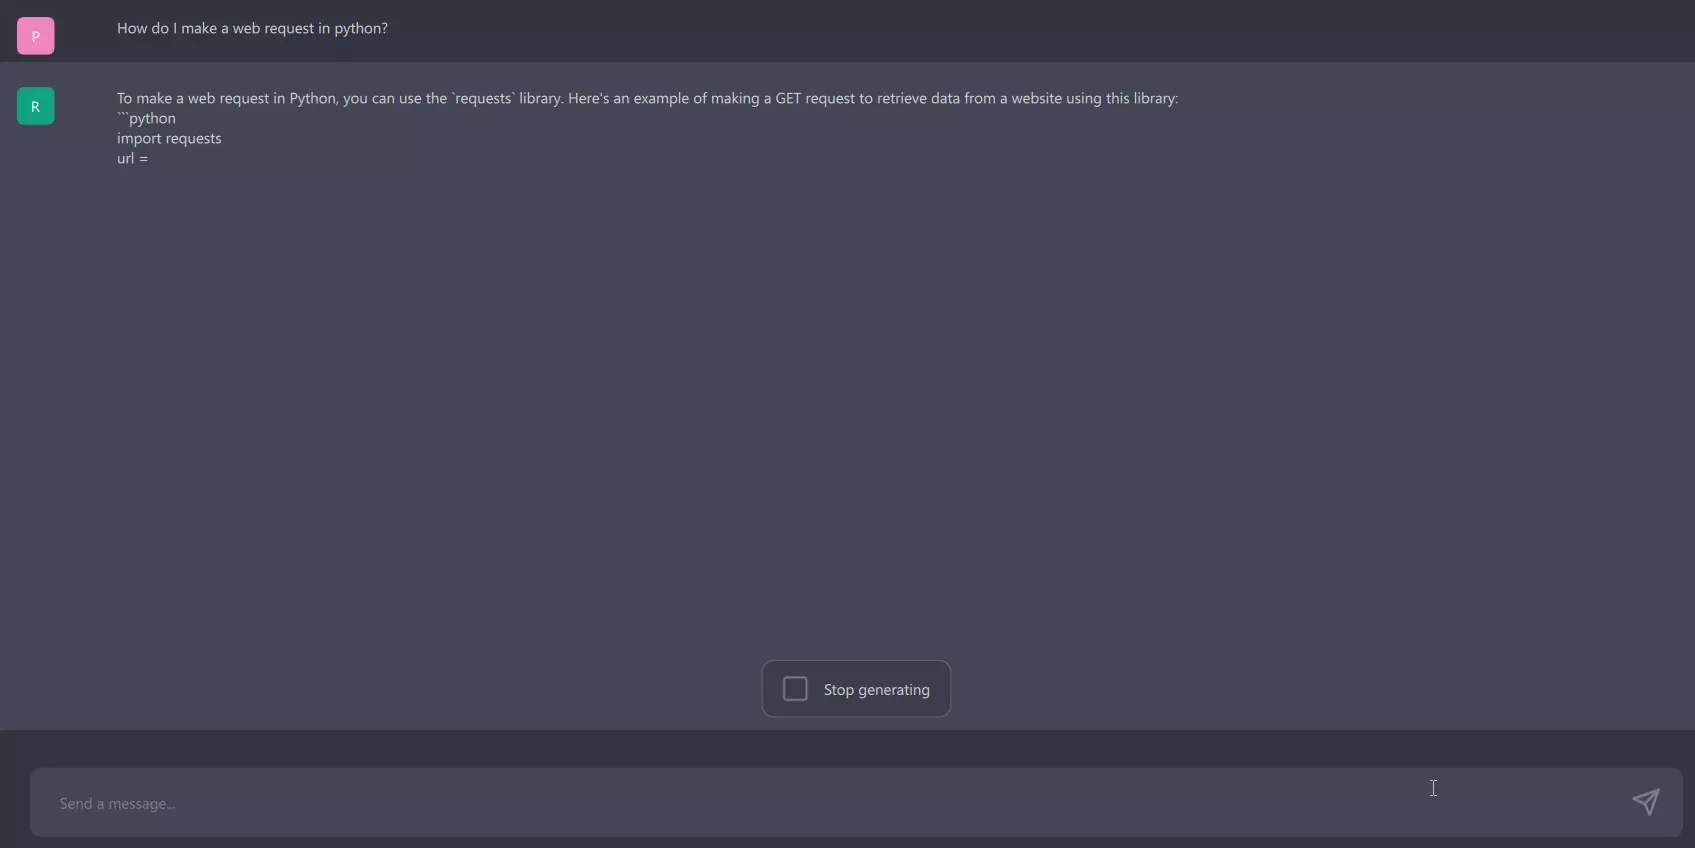 P
How do I make a web request in python?
R
To make a web request in Python, you can use the `requests` library. Here's an example of making a GET request to retrieve data from a website using this library:
```python
import requests
url =
Stop generating
Send a message...